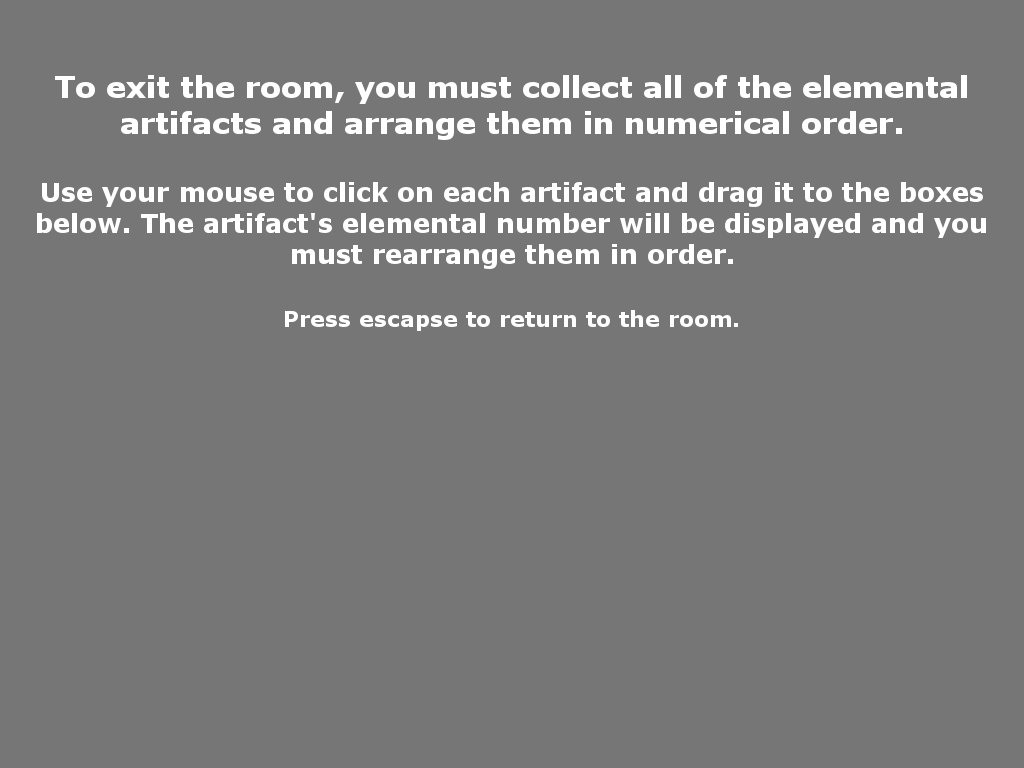 To exit the room, you must collect all of the elemental
artifacts and arrange them in numerical order.
Use your mouse to click on each artifact and drag it to the boxes
below. The artifact's elemental number will be displayed and you
must rearrange them in order.
Press escapse to return to the room.